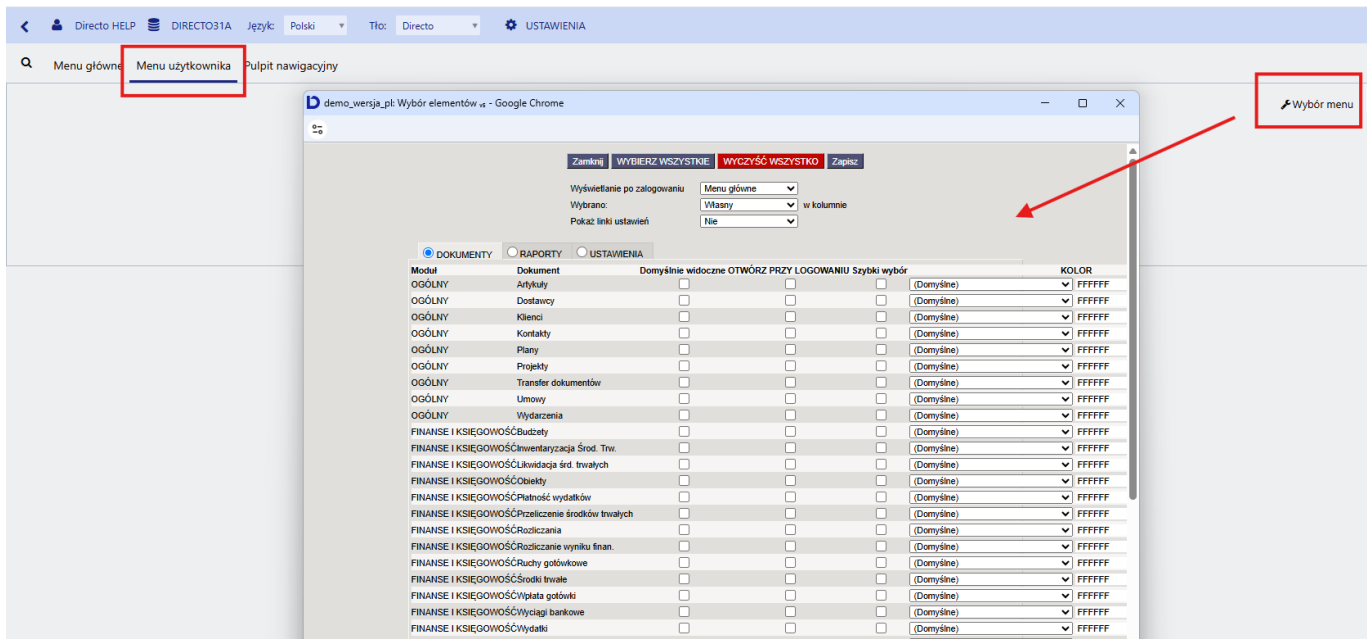 Directo HELP DIRECTO31A Język: Polski Tło: Directo USTAWIENIA
Menu główne Menu użytkownika Pulpit nawigacyjny
Wybór menu
demo_wersja_pl: Wybór elementów vs - Google Chrome
Zamknij WYBIERZ WSZYSTKIE WYCZYŚĆ WSZYSTKO Zapisz
Wyświetlanie po zalogowaniu Menu główne
Wybrano: Własny w kolumnie
Pokaż linki ustawień Nie
DOKUMENTY RAPORTY USTAWIENIA
Moduł Dokument Domyślnie widoczne OTWÓRZ PRZY LOGOWANIU Szybki wybór KOLOR
OGÓLNY Artykuły (Domyślne) FFFFFF
OGÓLNY Dostawcy (Domyślne) FFFFFF
OGÓLNY Klienci (Domyślne) FFFFFF
OGÓLNY Kontakty (Domyślne) FFFFFF
OGÓLNY Plany (Domyślne) FFFFFF
OGÓLNY Projekty (Domyślne) FFFFFF
OGÓLNY Transfer dokumentów (Domyślne) FFFFFF
OGÓLNY Umowy (Domyślne) FFFFFF
OGÓLNY Wydarzenia (Domyślne) FFFFFF
FINANSE I KSIĘGOWOŚĆ Budżety (Domyślne) FFFFFF
FINANSE I KSIĘGOWOŚĆ Inwentaryzacja Środ. Trw. (Domyślne) FFFFFF
FINANSE I KSIĘGOWOŚĆ Likwidacja śrd. trwałych (Domyślne) FFFFFF
FINANSE I KSIĘGOWOŚĆ Obiekty (Domyślne) FFFFFF
FINANSE I KSIĘGOWOŚĆ Płatność wydatków (Domyślne) FFFFFF
FINANSE I KSIĘGOWOŚĆ Przeliczenie środków trwałych (Domyślne) FFFFFF
FINANSE I KSIĘGOWOŚĆ Rozliczania (Domyślne) FFFFFF
FINANSE I KSIĘGOWOŚĆ Rozliczanie wyniku finan. (Domyślne) FFFFFF
FINANSE I KSIĘGOWOŚĆ Ruchy gotówkowe (Domyślne) FFFFFF
FINANSE I KSIĘGOWOŚĆ Środki trwałe (Domyślne) FFFFFF
FINANSE I KSIĘGOWOŚĆ Wpłata gotówki (Domyślne) FFFFFF
FINANSE I KSIĘGOWOŚĆ Wyciągi bankowe (Domyślne) FFFFFF
FINANSE I KSIĘGOWOŚĆ Wydatki (Domyślne) FFFFFF